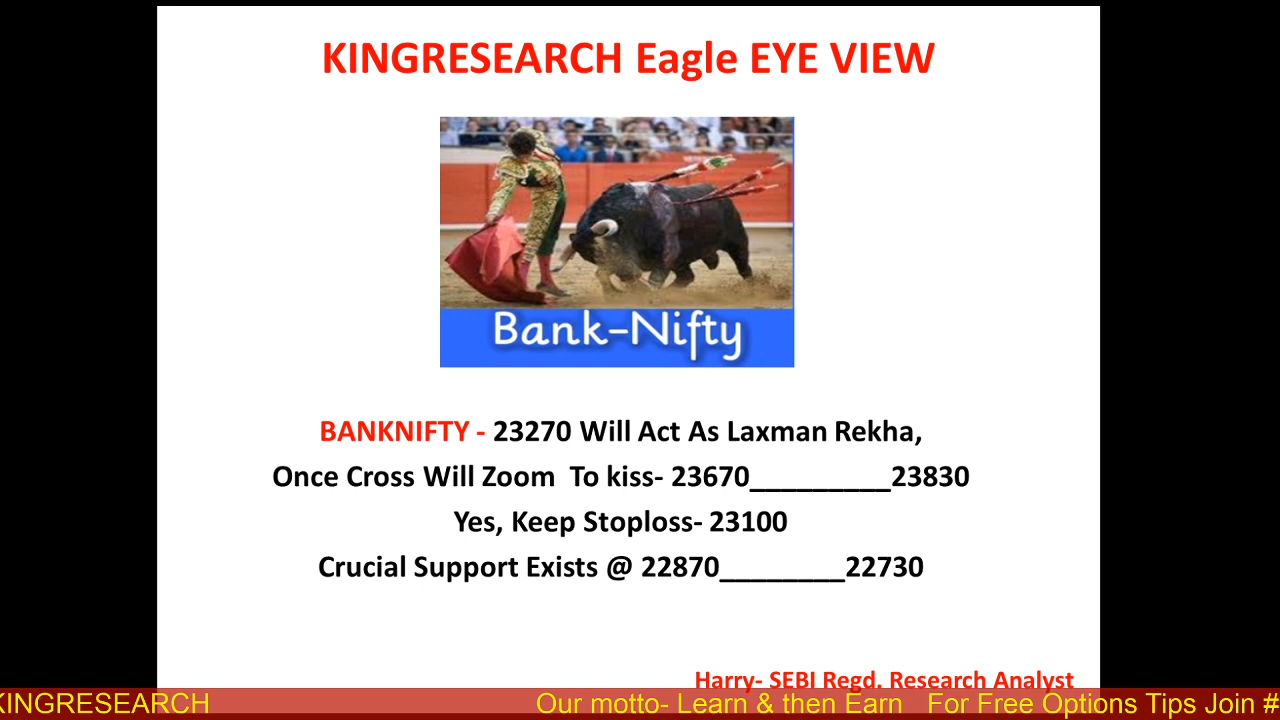 KINGRESEARCH Eagle EYE VIEW
Bank-Nifty
BANKNIFTY - 23270 Will Act As Laxman Rekha,
Once Cross Will Zoom  To kiss- 23670_________23830
Yes, Keep Stoploss- 23100
Crucial Support Exists @ 22870________22730
Harry- SEBI Regd. Research Analyst
KINGRESEARCH Our motto- Learn & then Earn For Free Options Tips Join #